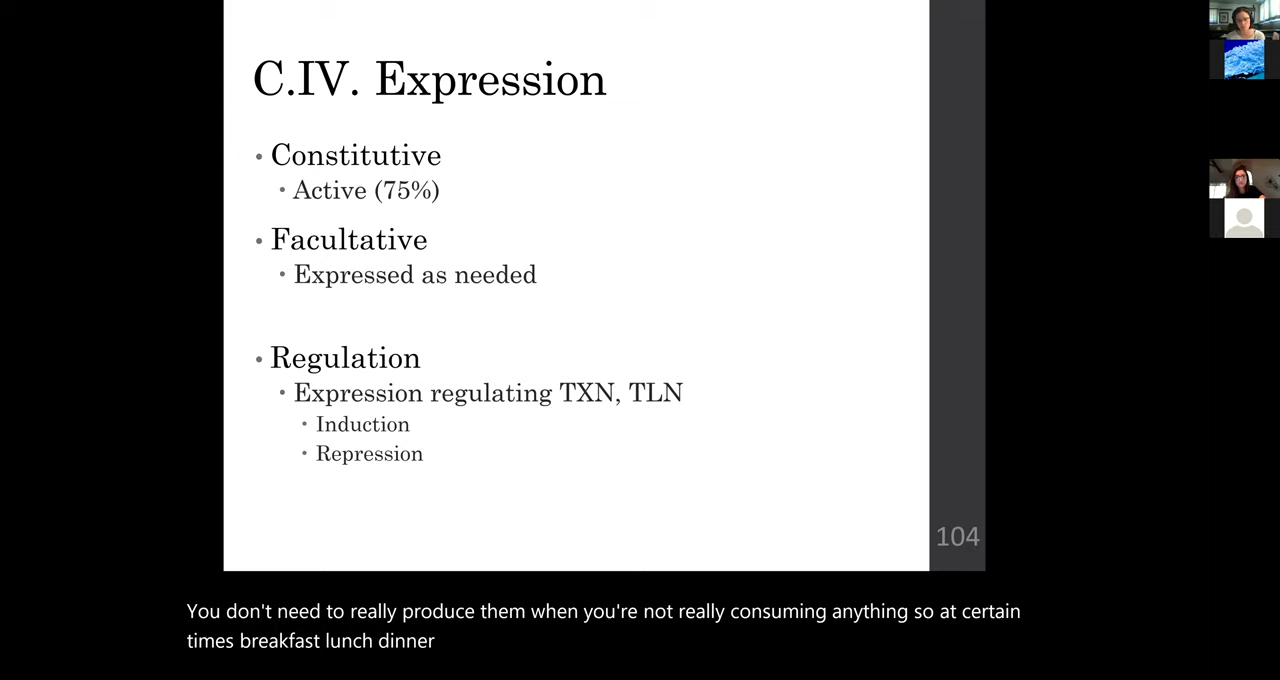 C.IV. Expression
• Constitutive
• Active (75%)
• Facultative
• Expressed as needed
• Regulation
• Expression regulating TXN, TLN
• Induction
• Repression
104
You don't need to really produce them when you're not really consuming anything so at certain
times breakfast lunch dinner